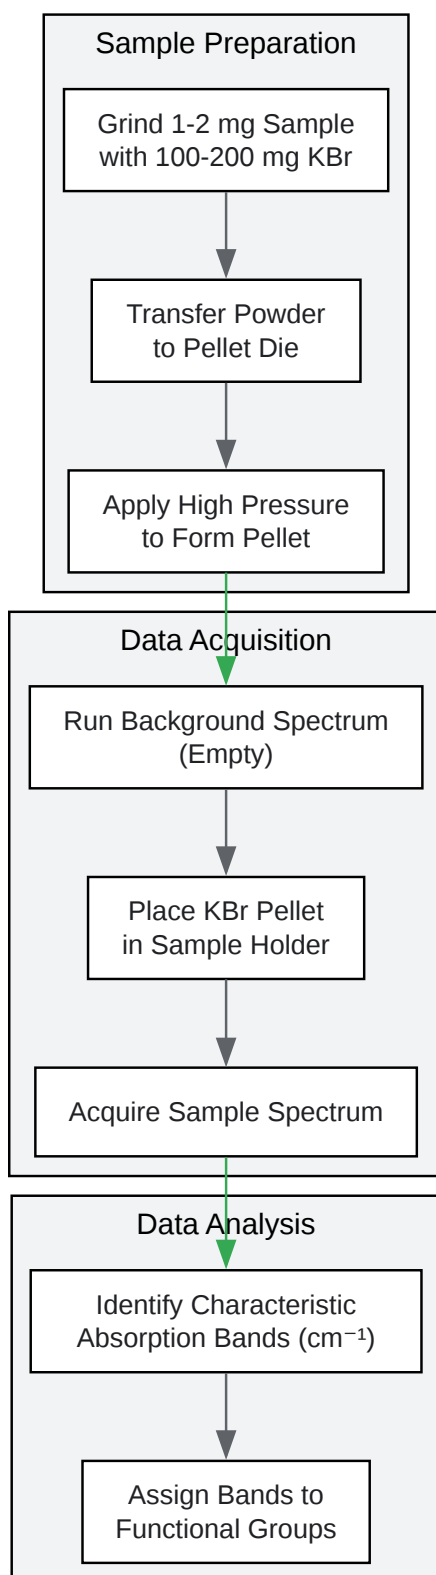 Sample Preparation
Grind 1-2 mg Sample
with 100-200 mg KBr
Transfer Powder
to Pellet Die
Apply High Pressure
to Form Pellet
Data Acquisition
Run Background Spectrum
(Empty)
Place KBr Pellet
in Sample Holder
Acquire Sample Spectrum
Data Analysis
Identify Characteristic
Absorption Bands (cm⁻¹)
Assign Bands to
Functional Groups